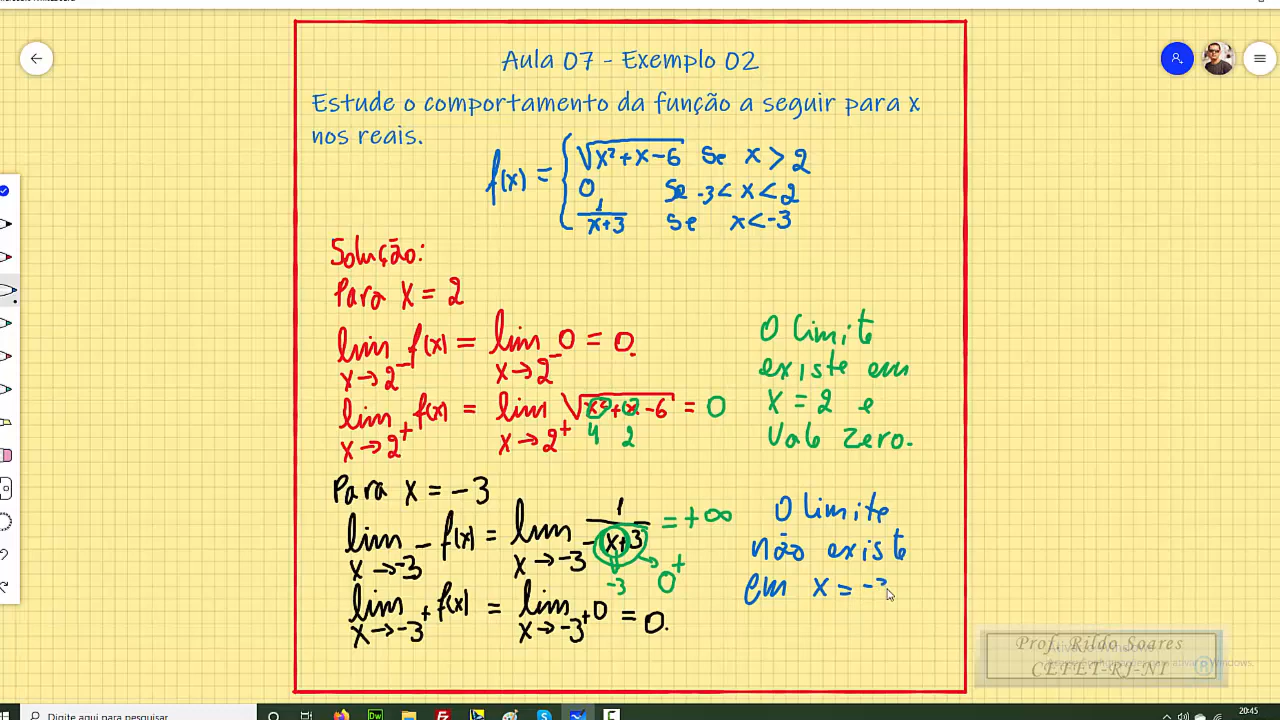 Aula 07 - Exemplo 02
Estude o comportamento da função a seguir para x
nos reais.
f(x) = { √x²+x-6 se x > 2
0 se -3 < x < 2
1/x+3 se x < -3
Solução:
Para x = 2
lim x→2⁻ f(x) = lim x→2⁻ 0 = 0.
lim x→2⁺ f(x) = lim x→2⁺ √x²+x-6 = 0
4 2
O limite
existe em
x = 2 e
vale zero.
Para x = -3
lim x→-3⁻ f(x) = lim x→-3⁻ 1/x+3 = +∞
-3 0⁺
lim x→-3⁺ f(x) = lim x→-3⁺ 0 = 0.
O limite
não existe
em x = -
Prof. Rildo Soares
CEFET-RJ-NI
Digite aqui para pesquisar
20:45